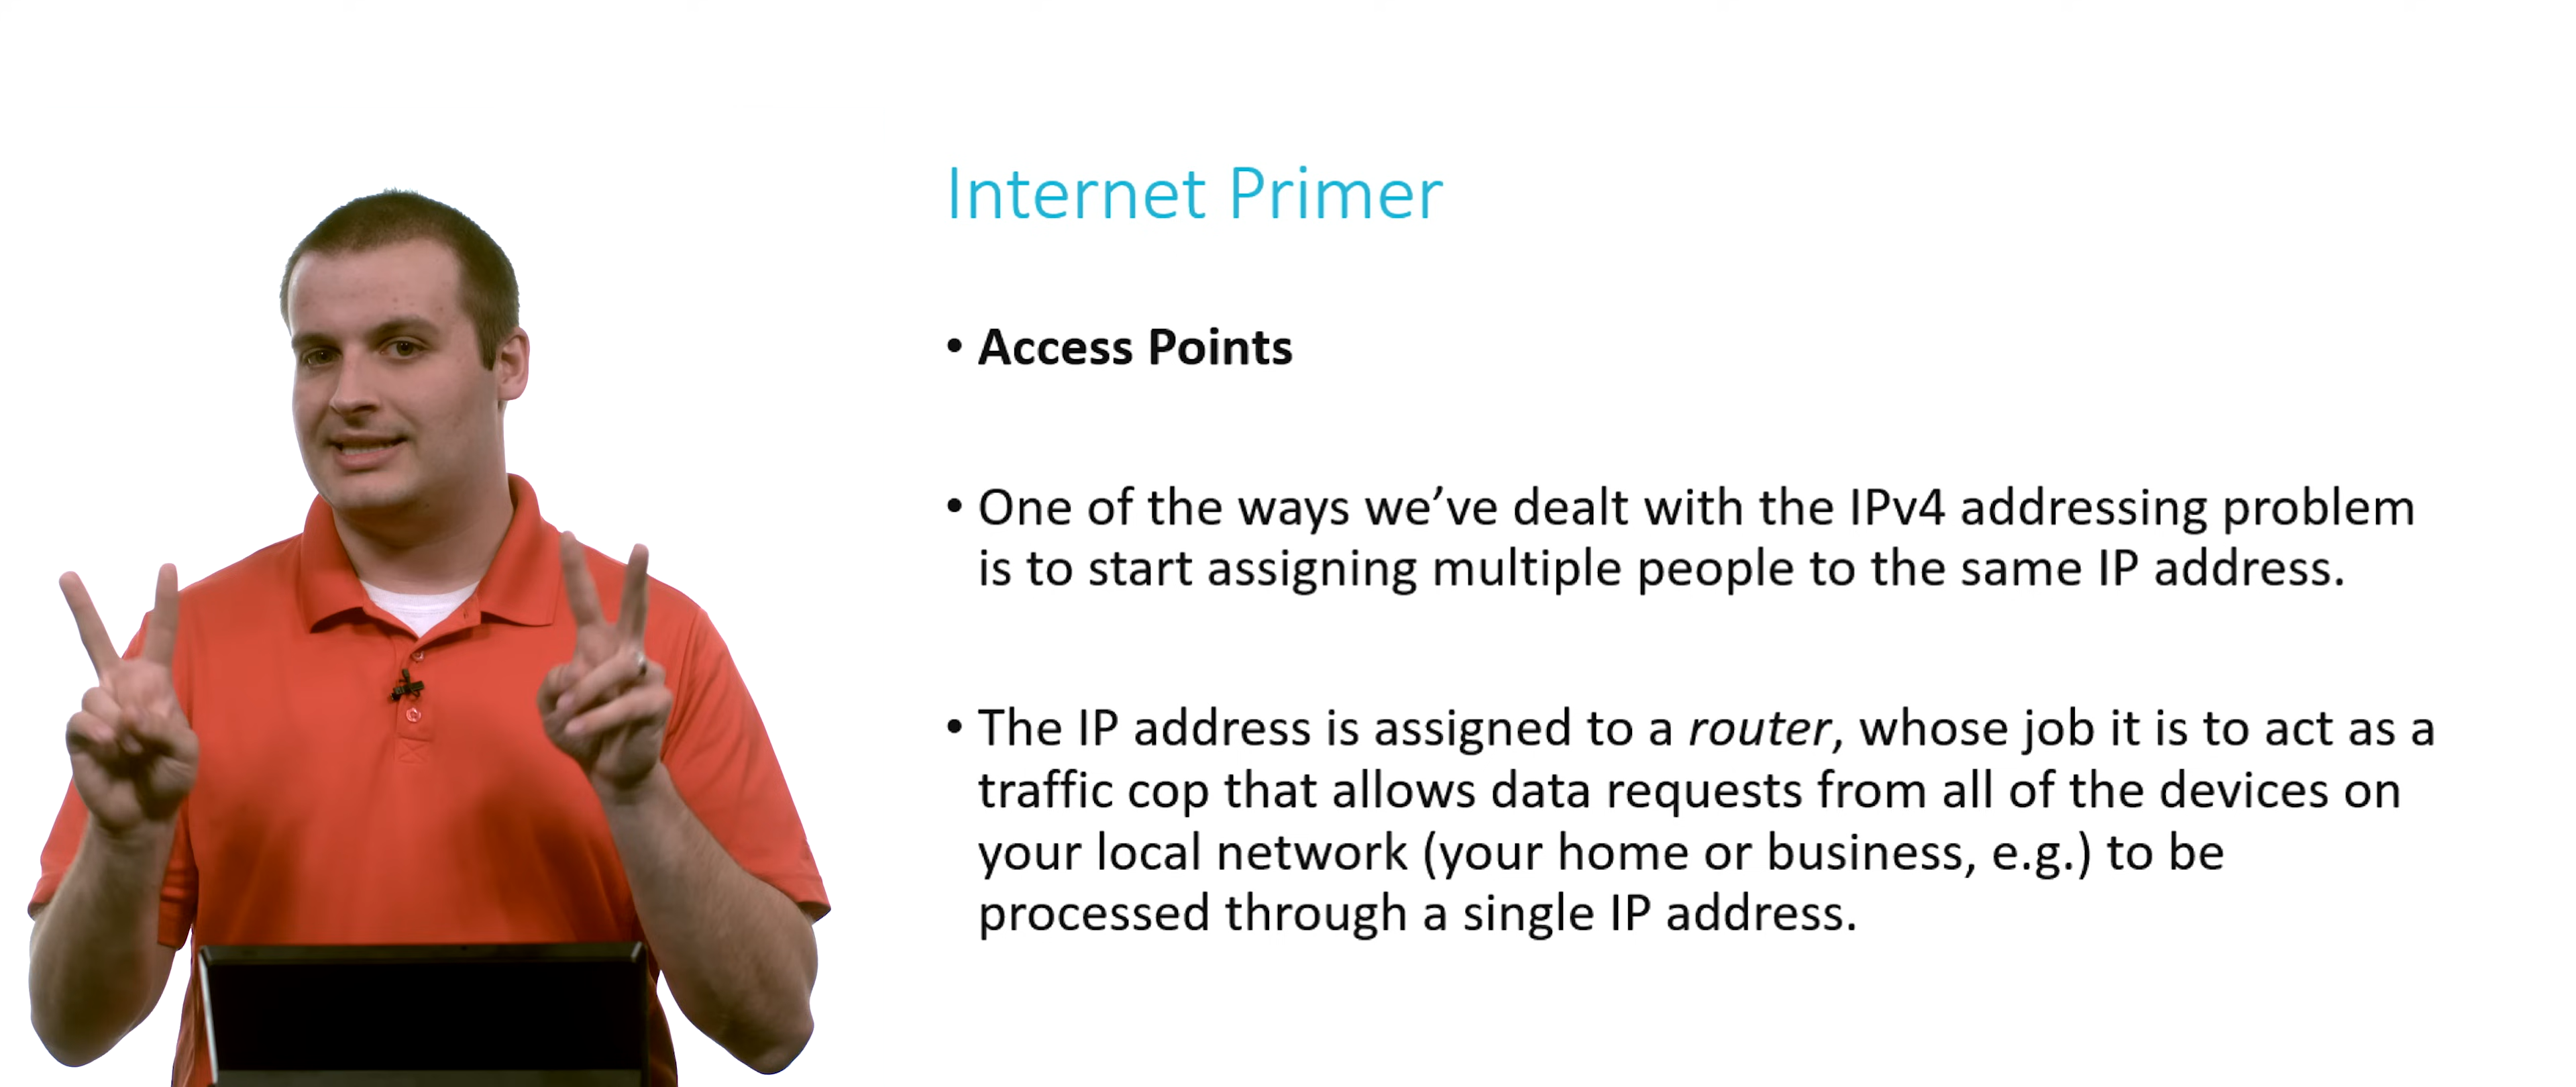 Internet Primer
• Access Points
• One of the ways we’ve dealt with the IPv4 addressing problem
is to start assigning multiple people to the same IP address.
• The IP address is assigned to a router, whose job it is to act as a
traffic cop that allows data requests from all of the devices on
your local network (your home or business, e.g.) to be
processed through a single IP address.